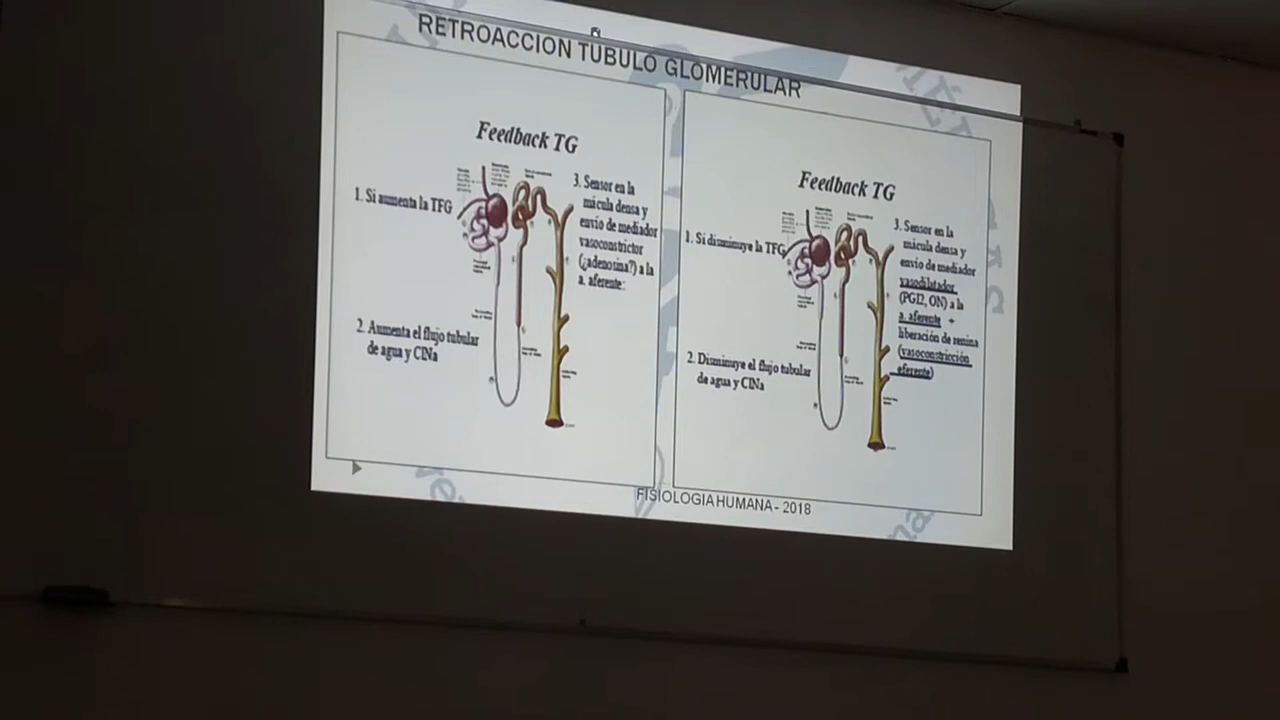 RETROACCION TUBULO GLOMERULAR
Feedback TG
1. Si aumenta la TFG
3. Sensor en la
mácula densa y
envio de mediador
vasoconstrictor
(¿adenosina?) a la
a. aferente:
2. Aumenta el flujo tubular
de agua y ClNa
Feedback TG
1. Si disminuye la TFG
3. Sensor en la
mácula densa y
envio de mediador
vasodilatador
(PGI2, ON) a la
a. aferente +
liberación de renina
(vasoconstricción
eferente)
2. Disminuye el flujo tubular
de agua y ClNa
FISIOLOGIA HUMANA - 2018